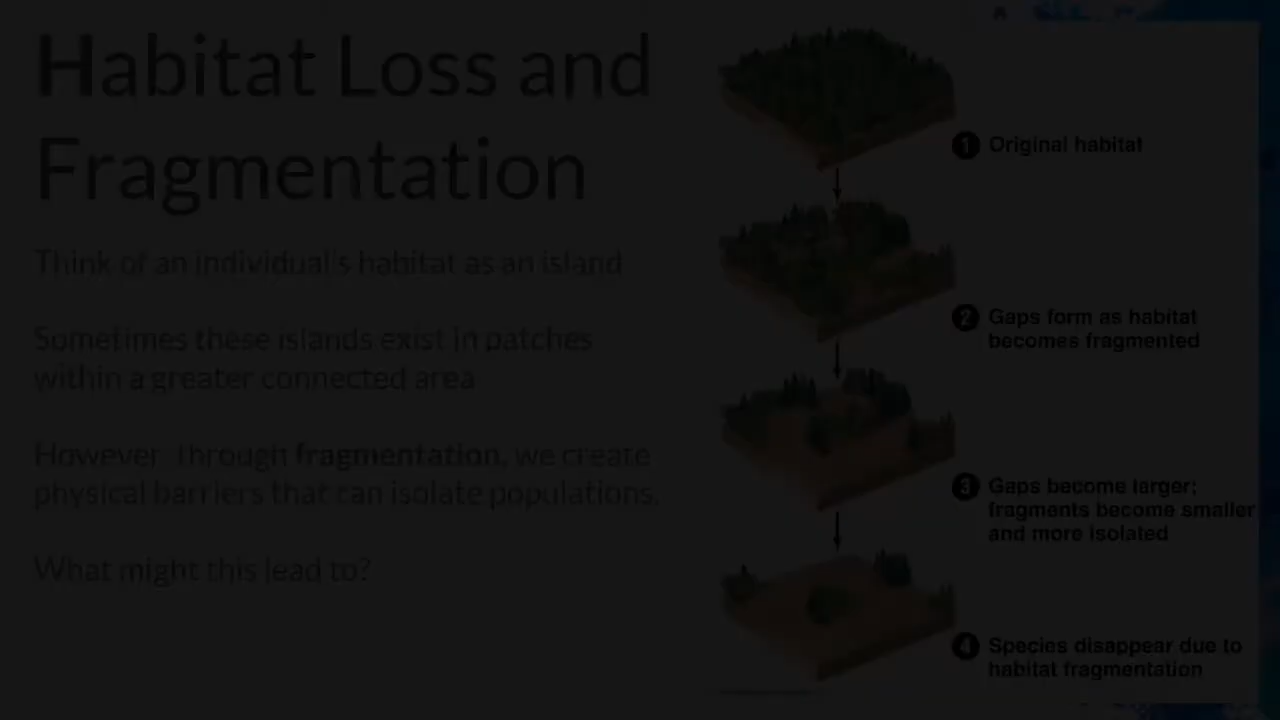 Habitat Loss and
Fragmentation
Think of an individual's habitat as an island
Sometimes these islands exist in patches
within a greater connected area
However, through fragmentation, we create
physical barriers that can isolate populations.
What might this lead to?
1 Original habitat
2 Gaps form as habitat
becomes fragmented
3 Gaps become larger;
fragments become smaller
and more isolated
4 Species disappear due to
habitat fragmentation